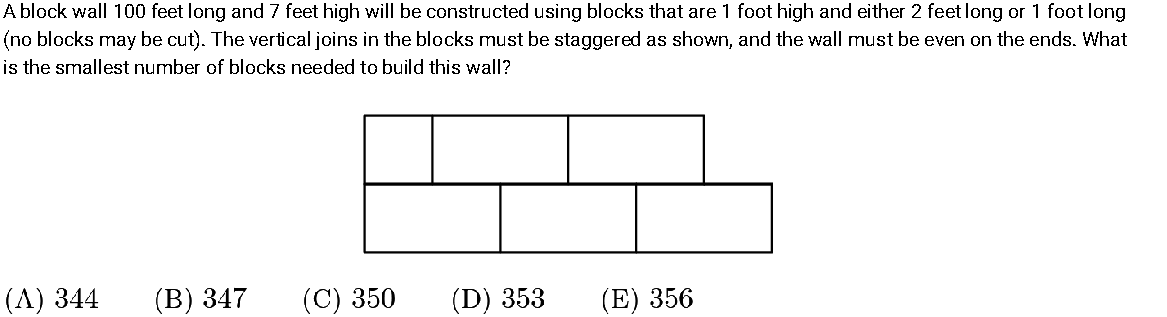 A block wall 100 feet long and 7 feet high will be constructed using blocks that are 1 foot high and either 2 feet long or 1 foot long
(no blocks may be cut). The vertical joins in the blocks must be staggered as shown, and the wall must be even on the ends. What
is the smallest number of blocks needed to build this wall?
(A) 344 (B) 347 (C) 350 (D) 353 (E) 356